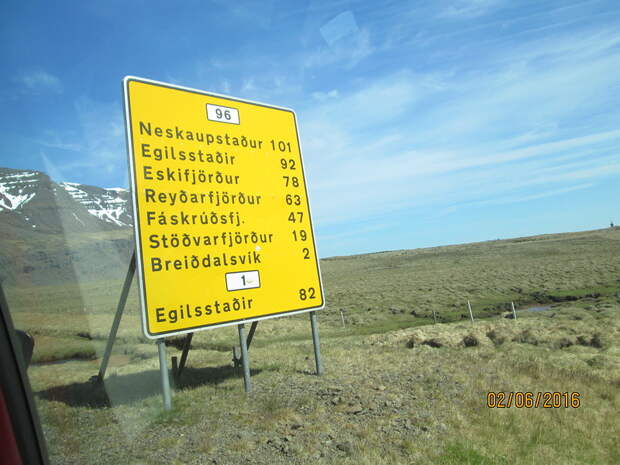 96
Neskaupstaður 101
Egilsstaðir 92
Eskifjörður 78
Reyðarfjörður 63
Fáskrúðsfj. 47
Stöðvarfjörður 19
Breiðdalsvík 2
1
Egilsstaðir 82
02/06/2016